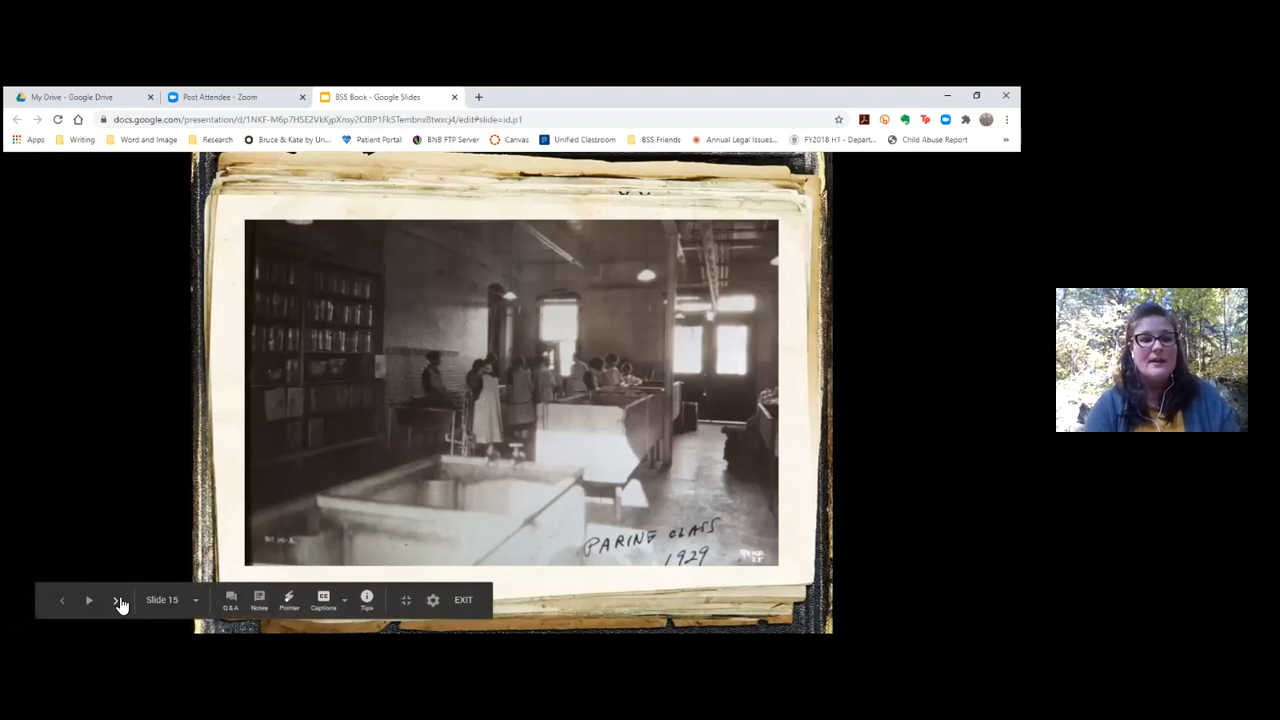 My Drive - Google Drive
Post Attendee - Zoom
BSS Book - Google Slides
docs.google.com/presentation/d/1NKF-M6p7HSE2VkKjpXnsy2CIBP1FkSTembnx8twxcj4/edit#slide=id.p1
Apps Writing Word and Image Research Bruce & Kate by Un... Patient Portal BNB FTP Server Canvas Unified Classroom BSS Friends Annual Legal Issues... FY2018 H1 - Depart... Child Abuse Report »
PARING CLASS
1929
Slide 15 Q&A Notes Pointer Captions Tips EXIT